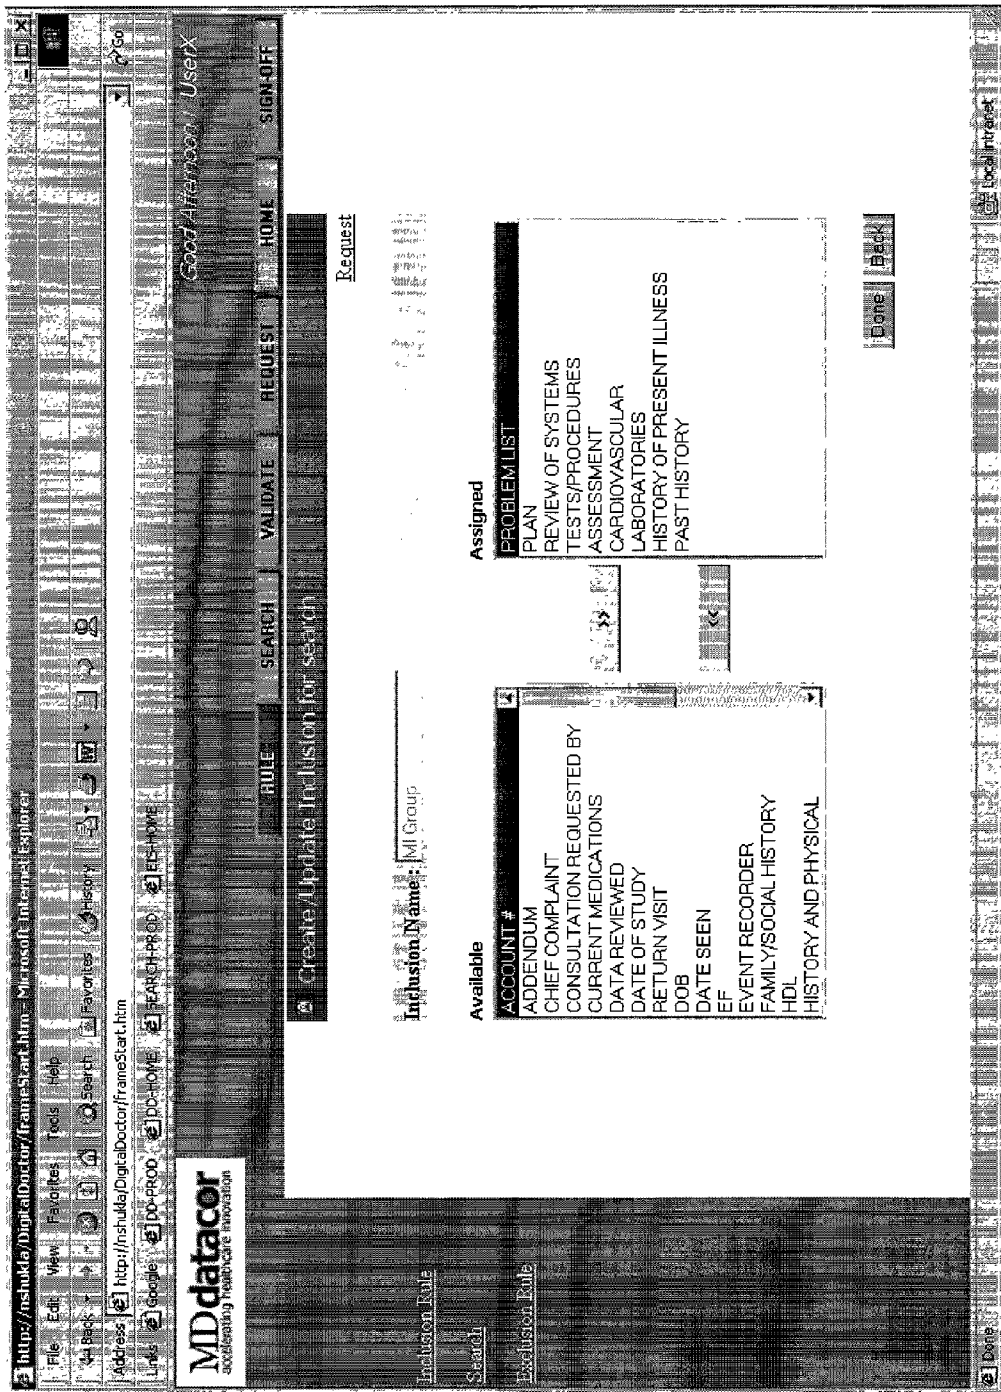 http://nshukla/DigitalDoctor/frameStart.htm - Microsoft Internet Explorer
File Edit View Favorites Tools Help
Back Search Favorites History
Address http://nshukla/DigitalDoctor/frameStart.htm Go
Links Google DD-PROD DD-HOME SEARCH-PROD EIS-HOME
MDdatacor
accelerating healthcare innovation
Good Afternoon ! UserX
RULE SEARCH VALIDATE REQUEST HOME SIGN-OFF
Create/Update Inclusion for search
Request
Inclusion Rule
Search
Exclusion Rule
Inclusion Name : MI Group
Available
ACCOUNT #
ADDENDUM
CHIEF COMPLAINT
CONSULTATION REQUESTED BY
CURRENT MEDICATIONS
DATA REVIEWED
DATE OF STUDY
RETURN VISIT
DOB
DATE SEEN
EF
EVENT RECORDER
FAMILY/SOCIAL HISTORY
HDL
HISTORY AND PHYSICAL
>>
<<
Assigned
PROBLEM LIST
PLAN
REVIEW OF SYSTEMS
TESTS/PROCEDURES
ASSESSMENT
CARDIOVASCULAR
LABORATORIES
HISTORY OF PRESENT ILLNESS
PAST HISTORY
Done Back
Done Local intranet